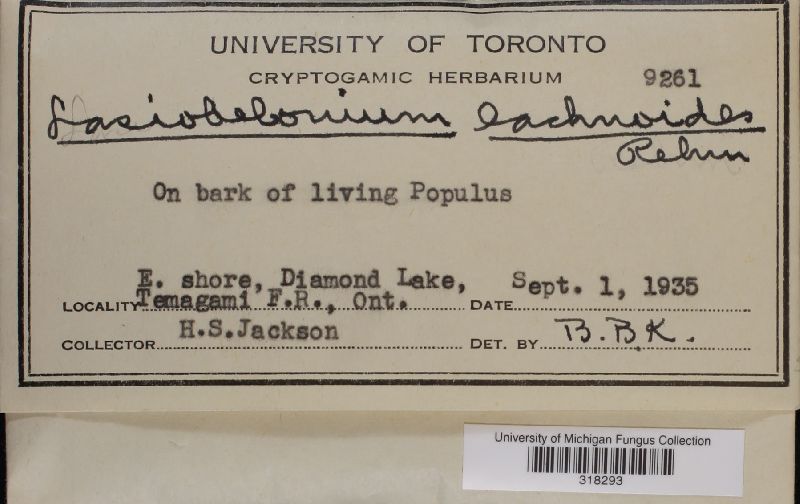 UNIVERSITY OF TORONTO
CRYPTOGAMIC HERBARIUM 9261
Lasiobelonium lachnoides
Rehm
On bark of living Populus
E. shore, Diamond Lake,
LOCALITY Temagami F.R., Ont. DATE Sept. 1, 1935
COLLECTOR H.S.Jackson DET. BY B.B.K.
University of Michigan Fungus Collection
318293